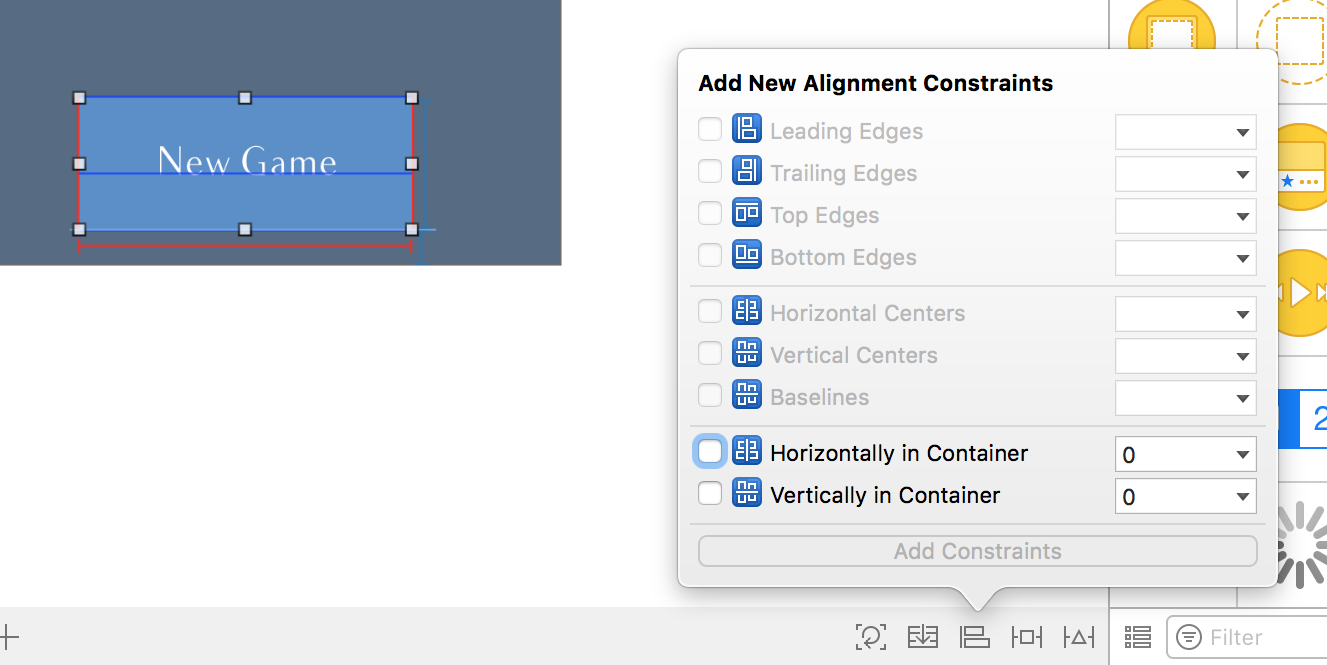 Add New Alignment Constraints
Leading Edges
Trailing Edges
New Game
Top Edges
Bottom Edges
Horizontal Centers
Vertical Centers
Baselines
Horizontally in Container 0
Vertically in Container 0
Add Constraints
Filter
2